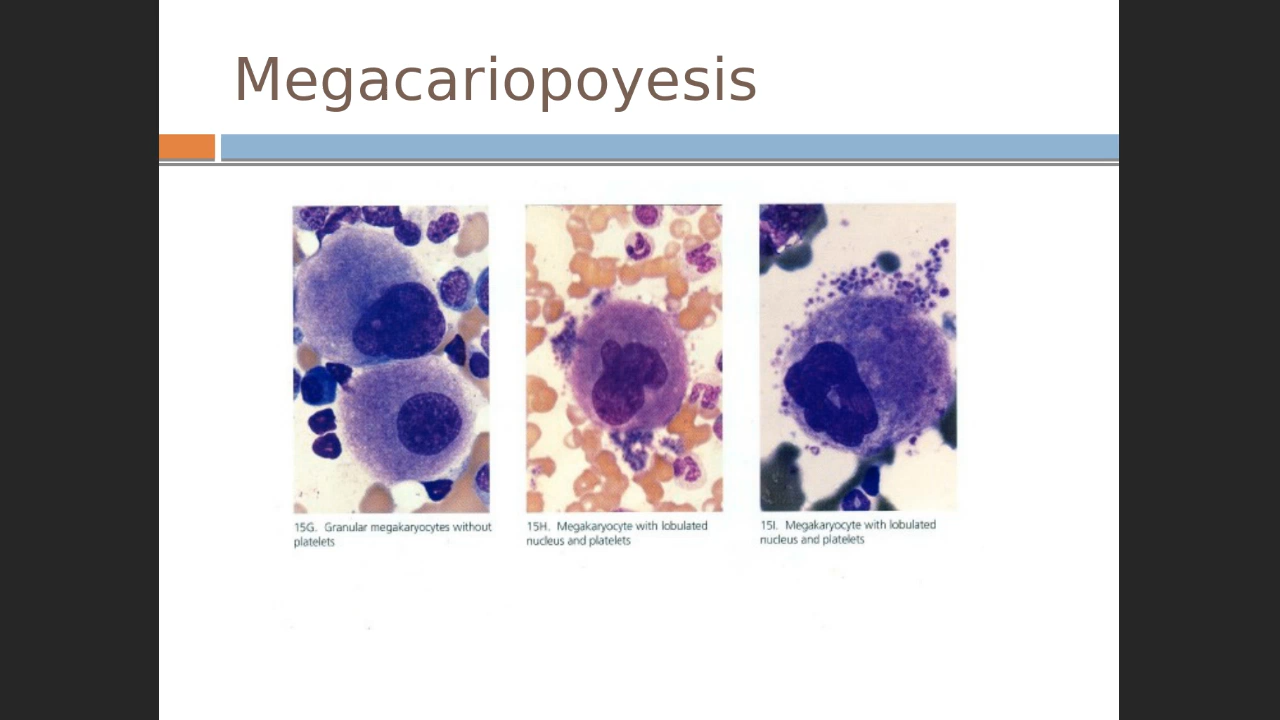 Megacariopoyesis
15G. Granular megakaryocytes without
platelets
15H. Megakaryocyte with lobulated
nucleus and platelets
15I. Megakaryocyte with lobulated
nucleus and platelets